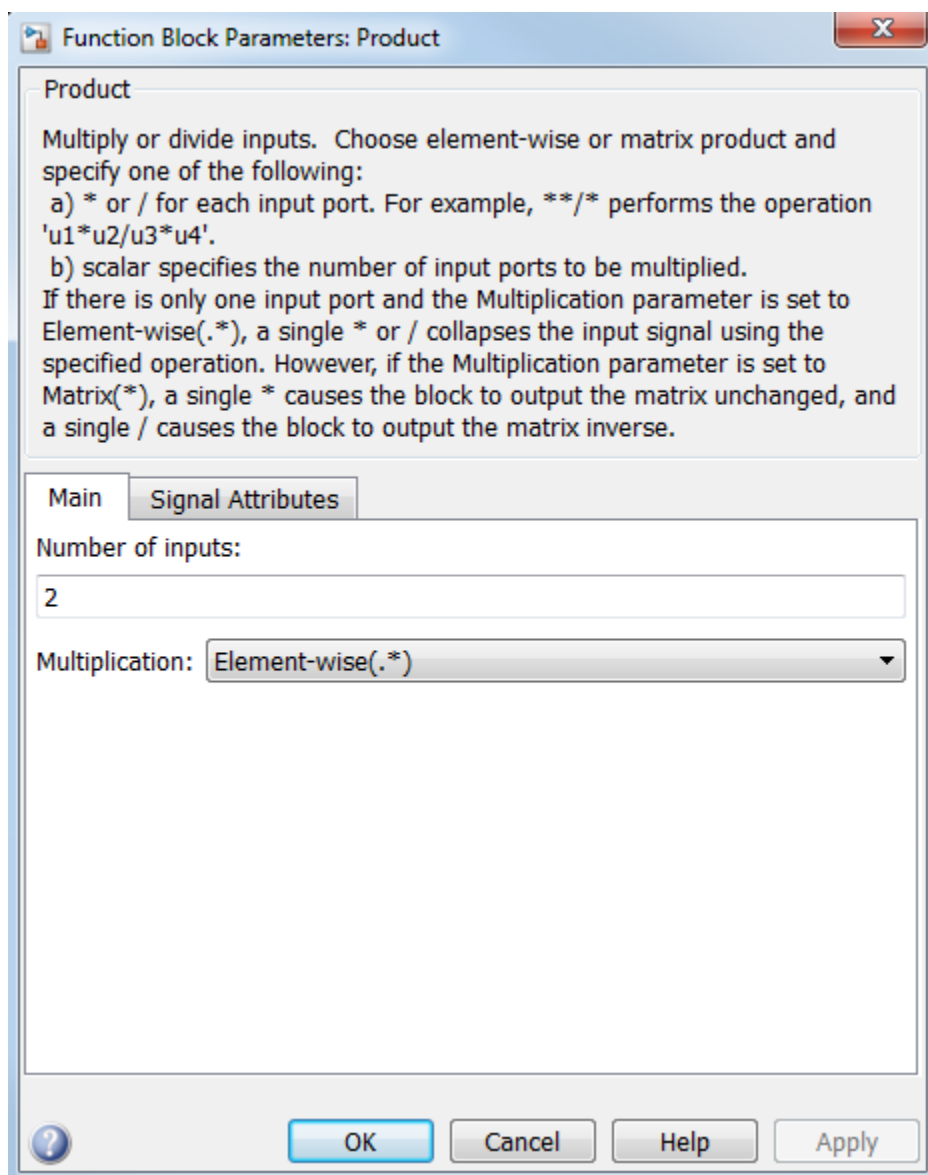 Function Block Parameters: Product
Product
Multiply or divide inputs.  Choose element-wise or matrix product and
specify one of the following:
a) * or / for each input port. For example, **/* performs the operation
'u1*u2/u3*u4'.
b) scalar specifies the number of input ports to be multiplied.
If there is only one input port and the Multiplication parameter is set to
Element-wise(.*), a single * or / collapses the input signal using the
specified operation. However, if the Multiplication parameter is set to
Matrix(*), a single * causes the block to output the matrix unchanged, and
a single / causes the block to output the matrix inverse.
Main Signal Attributes
Number of inputs:
2
Multiplication: Element-wise(.*)
? OK Cancel Help Apply